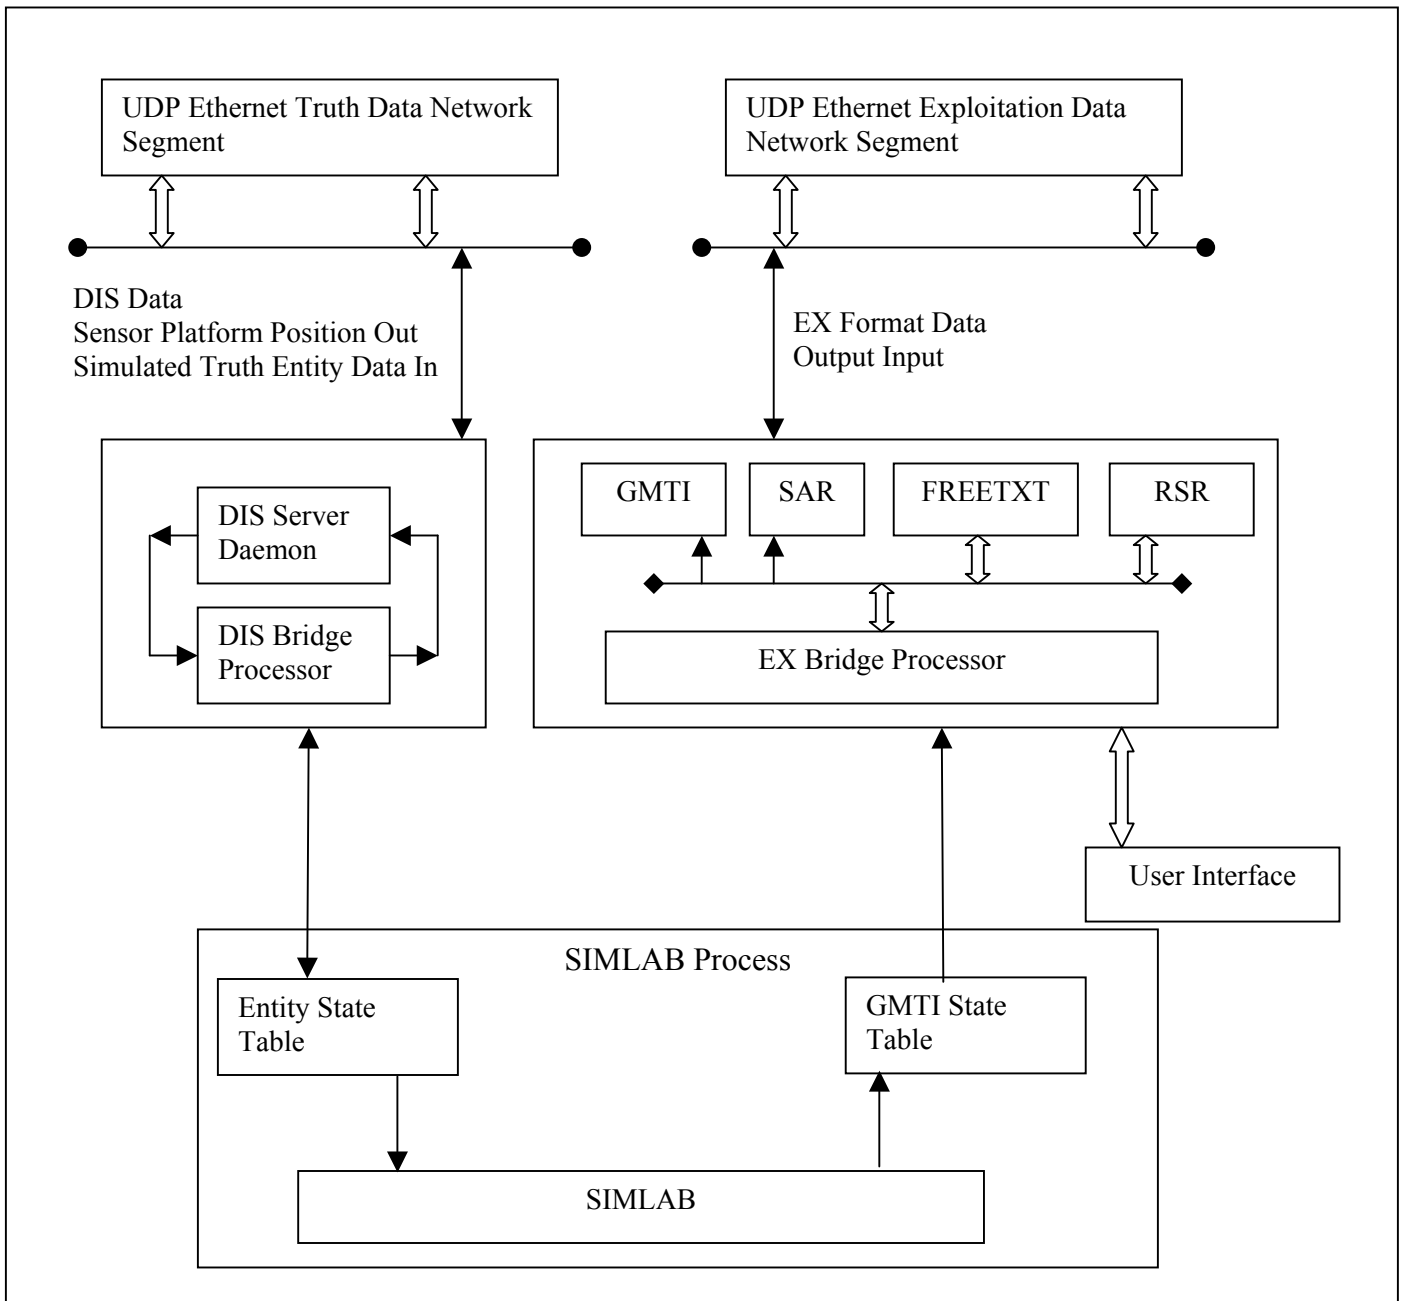 UDP Ethernet Truth Data Network
Segment
UDP Ethernet Exploitation Data
Network Segment
DIS Data
Sensor Platform Position Out
Simulated Truth Entity Data In
EX Format Data
Output Input
GMTI
SAR
FREETXT
RSR
DIS Server
Daemon
DIS Bridge
Processor
EX Bridge Processor
User Interface
SIMLAB Process
Entity State
Table
GMTI State
Table
SIMLAB